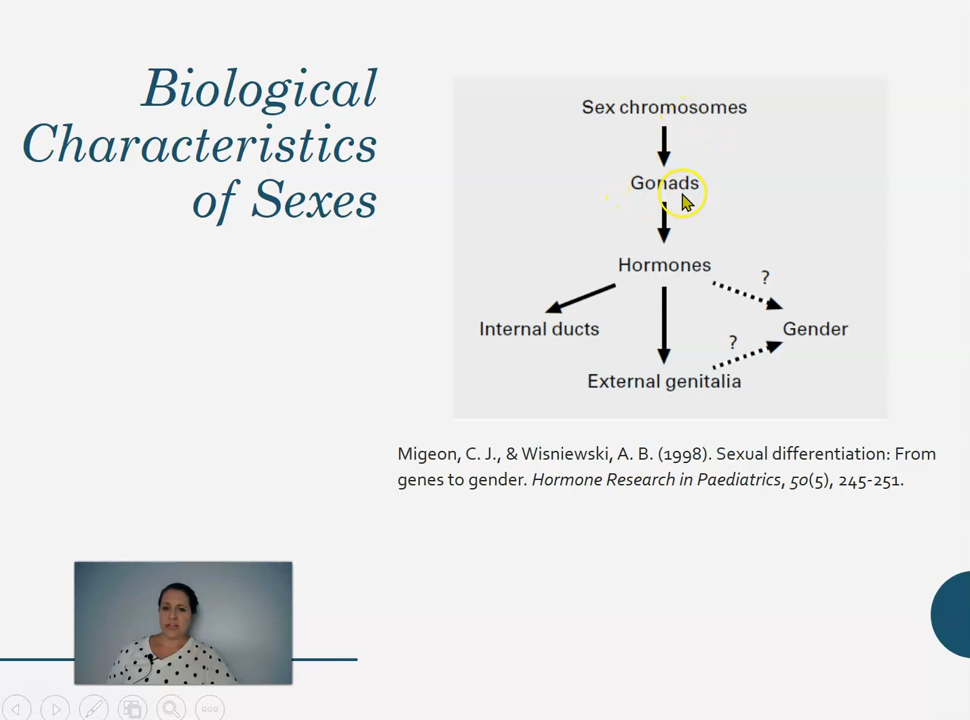 Biological
Characteristics
of Sexes
Sex chromosomes
Gonads
Hormones
?
Internal ducts
Gender
?
External genitalia
Migeon, C. J., & Wisniewski, A. B. (1998). Sexual differentiation: From
genes to gender. Hormone Research in Paediatrics, 50(5), 245-251.